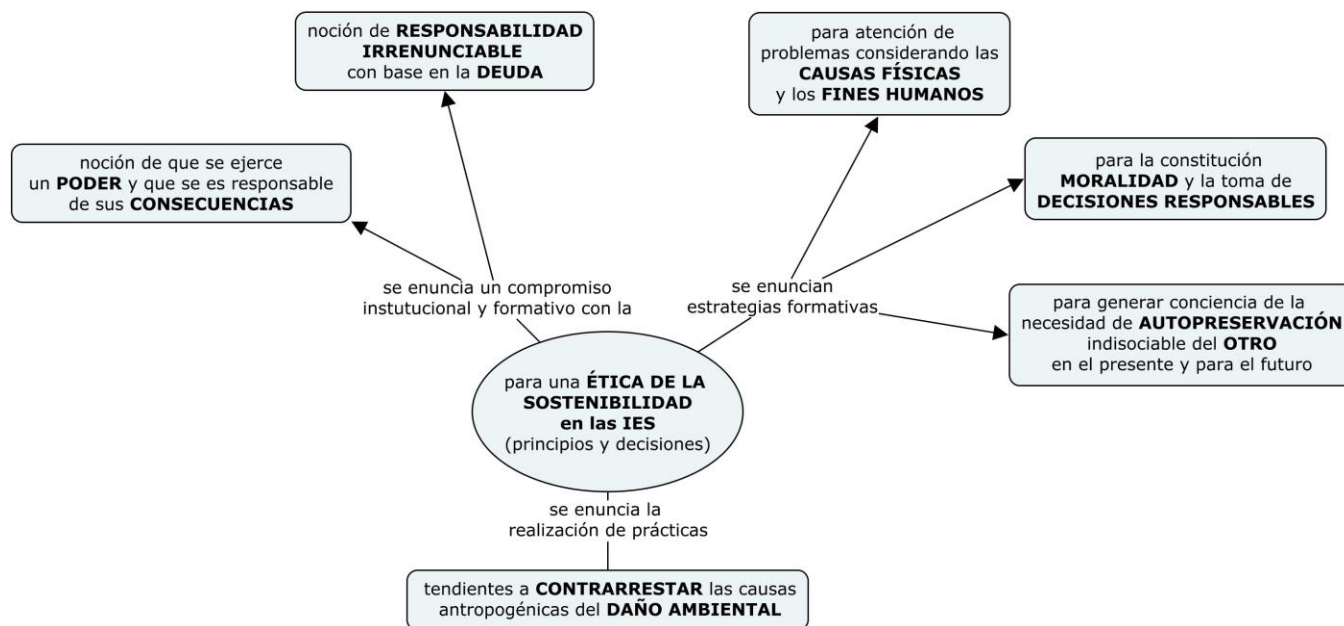 noción de RESPONSABILIDAD
IRRENUNCIABLE
con base en la DEUDA
para atención de
problemas considerando las
CAUSAS FÍSICAS
y los FINES HUMANOS
noción de que se ejerce
un PODER y que se es responsable
de sus CONSECUENCIAS
para la constitución
MORALIDAD y la toma de
DECISIONES RESPONSABLES
se enuncia un compromiso
instutucional y formativo con la
se enuncian
estrategias formativas
para generar conciencia de la
necesidad de AUTOPRESERVACIÓN
indisociable del OTRO
en el presente y para el futuro
para una ÉTICA DE LA
SOSTENIBILIDAD
en las IES
(principios y decisiones)
se enuncia la
realización de prácticas
tendientes a CONTRARRESTAR las causas
antropogénicas del DAÑO AMBIENTAL